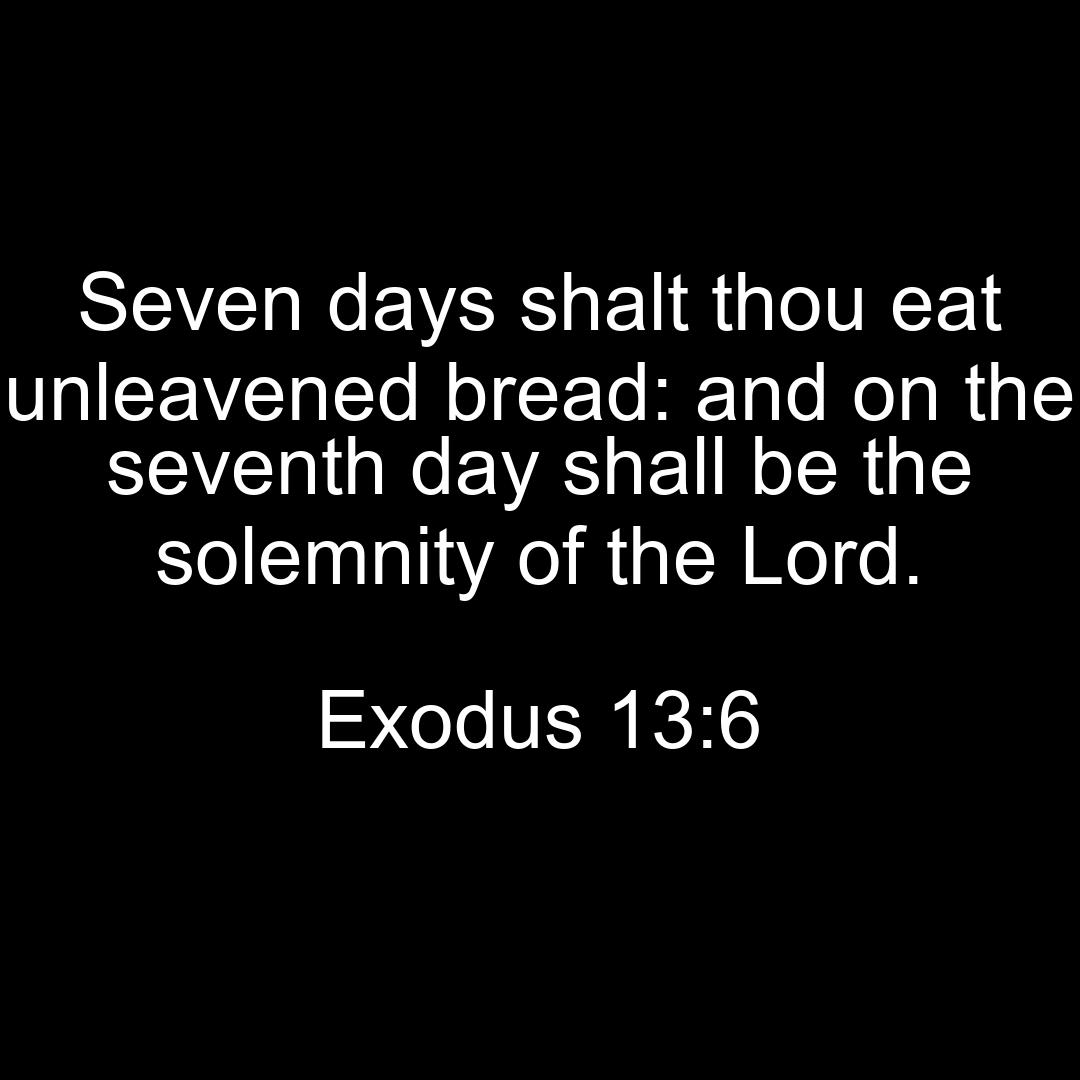 Seven days shalt thou eat
unleavened bread: and on the
seventh day shall be the
solemnity of the Lord.
Exodus 13:6